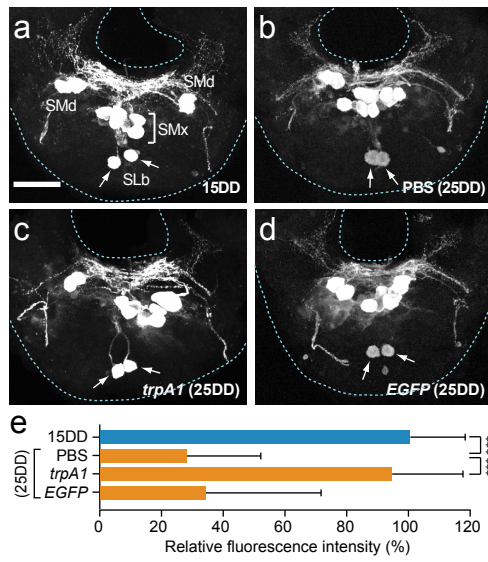 a
SMd
SMd
SMx
SLb
15DD
b
PBS (25DD)
c
trpA1 (25DD)
d
EGFP (25DD)
e
15DD
PBS
trpA1
EGFP
(25DD)
0 20 40 60 80 100 120
Relative fluorescence intensity (%)